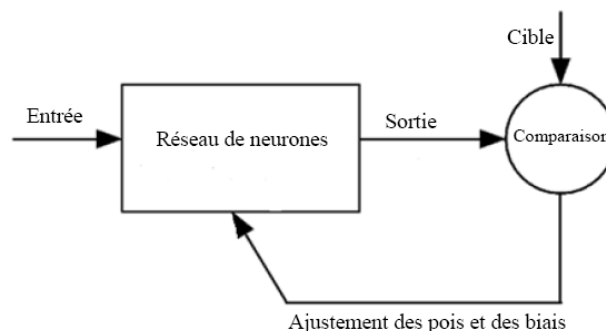 Cible
Entrée
Réseau de neurones
Sortie
Comparaison
Ajustement des pois et des biais